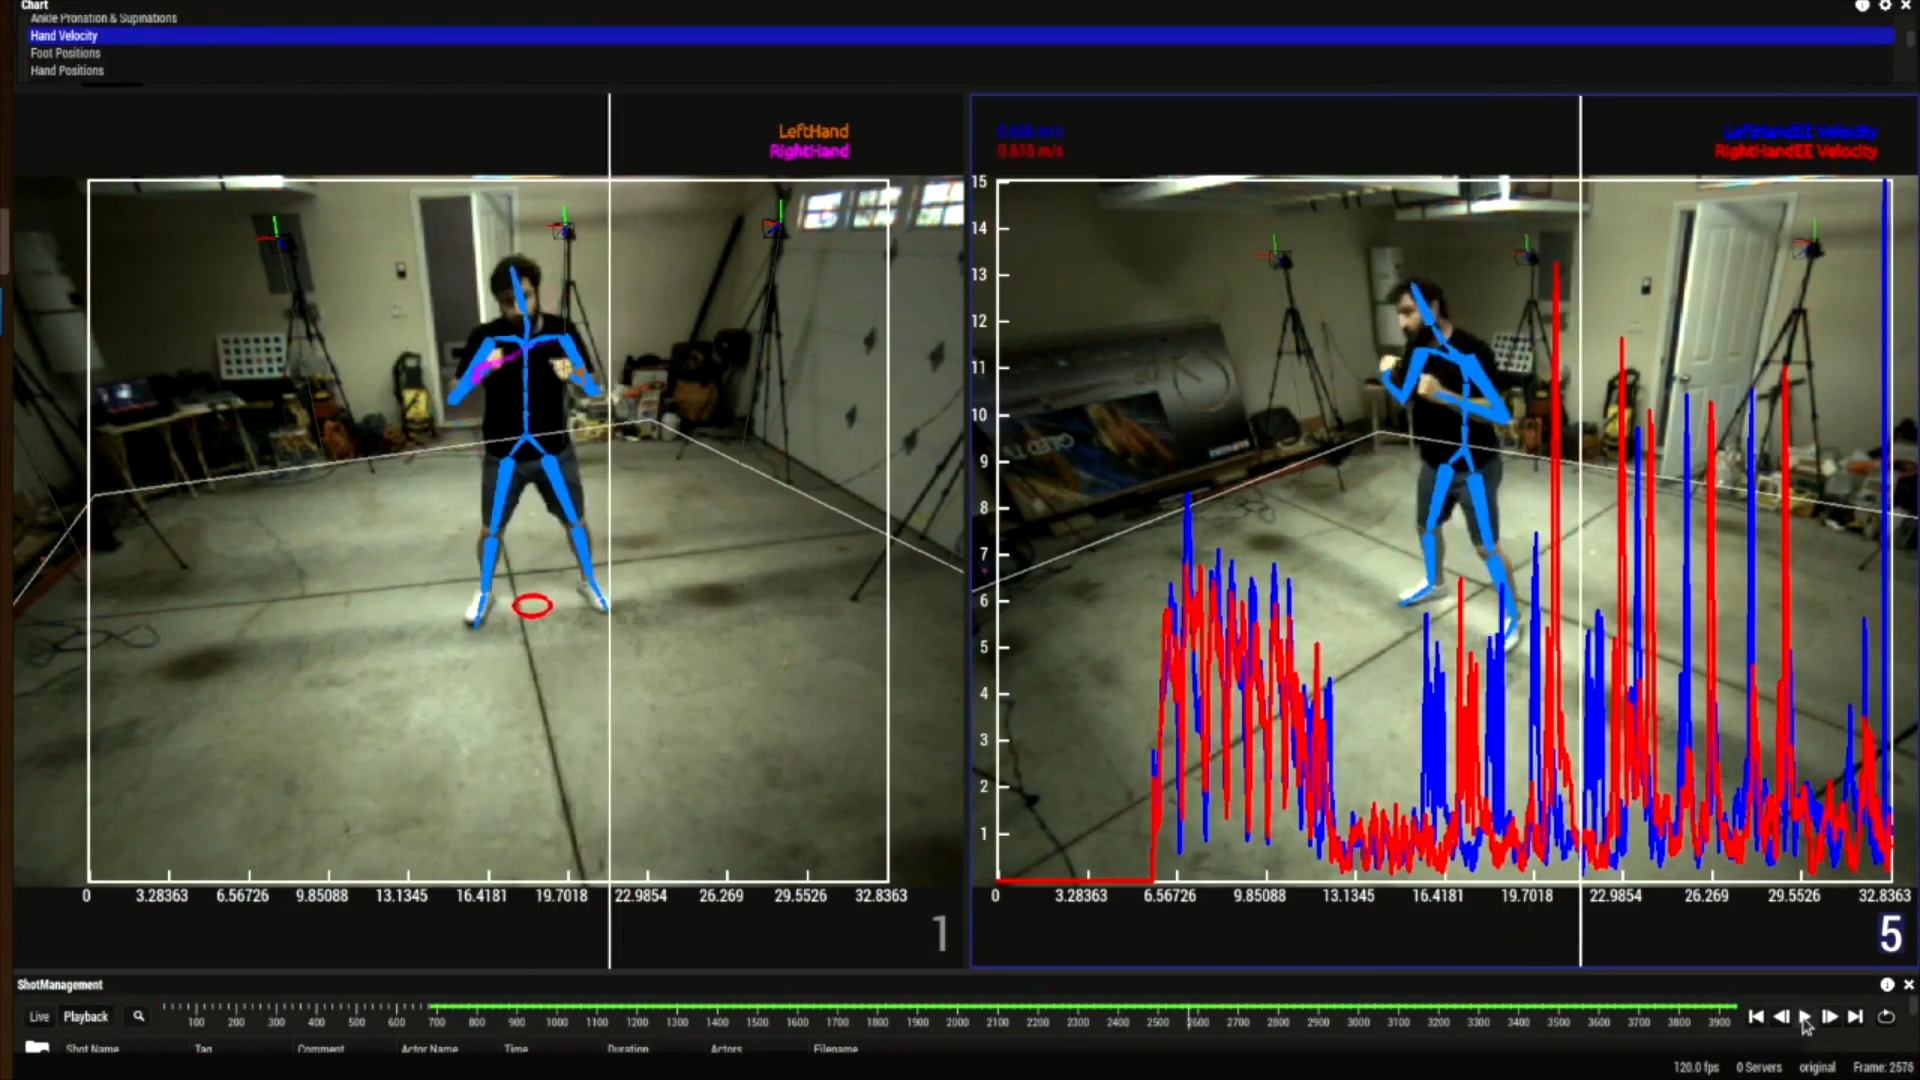 Chart
Ankle Pronation & Supinations
Hand Velocity
Foot Positions
Hand Positions
LeftHand
RightHand
0 3.28363 6.56726 9.85088 13.1345 16.4181 19.7018 22.9854 26.269 29.5526 32.8363
1
LeftHandEE Velocity
0.835 m/s RightHandEE Velocity
15
14
13
12
11
10
9
8
7
6
5
4
3
2
1
0 3.28363 6.56726 9.85088 13.1345 16.4181 19.7018 22.9854 26.269 29.5526 32.8363
5
ShotManagement
Live Playback
100 200 300 400 500 600 700 800 900 1000 1100 1200 1300 1400 1500 1600 1700 1800 1900 2000 2100 2200 2300 2400 2500 2600 2700 2800 2900 3000 3100 3200 3300 3400 3500 3600 3700 3800 3900
Shot Name Tag Comment Actor Name Time Duration Actors Filename
120.0 fps 0 Servers original Frame: 2576